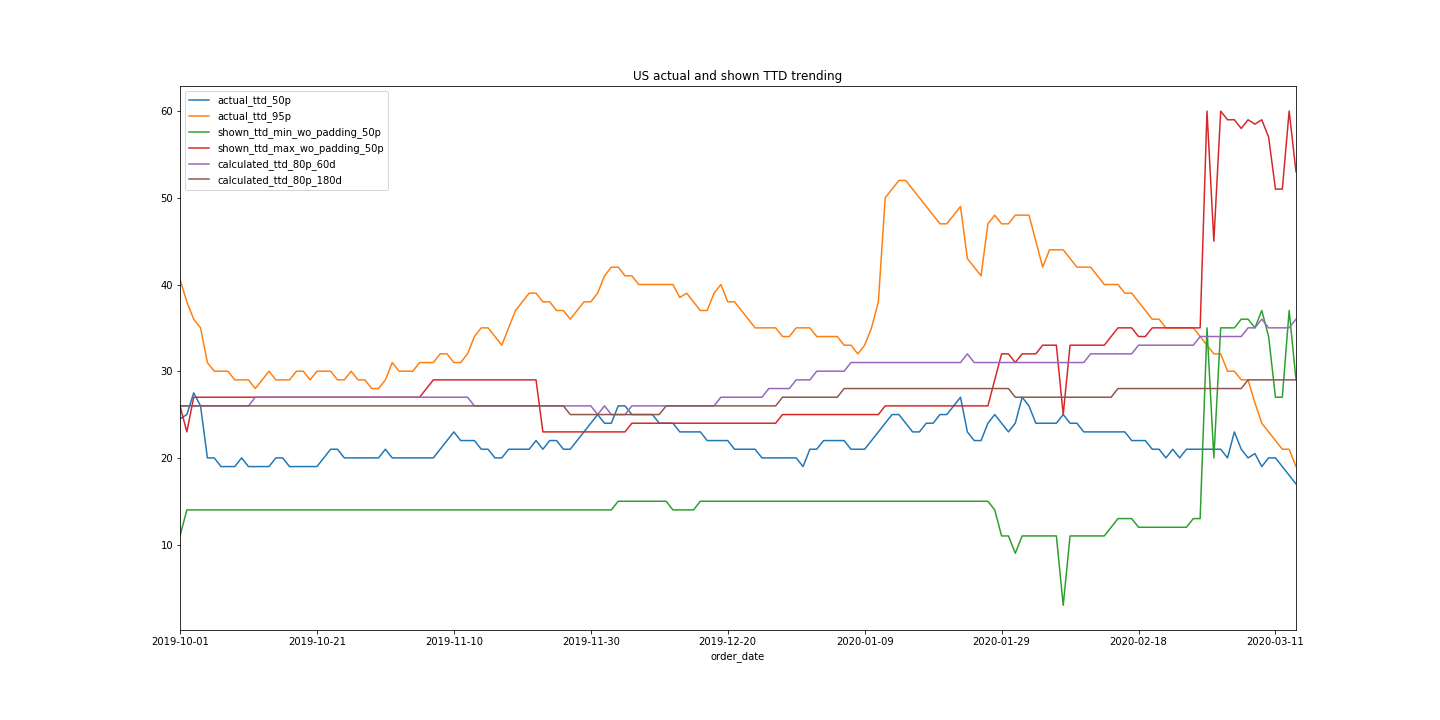 US actual and shown TTD trending
actual_ttd_50p
actual_ttd_95p
shown_ttd_min_wo_padding_50p
shown_ttd_max_wo_padding_50p
calculated_ttd_80p_60d
calculated_ttd_80p_180d
60
50
40
30
20
10
2019-10-01 2019-10-21 2019-11-10 2019-11-30 2019-12-20 2020-01-09 2020-01-29 2020-02-18 2020-03-11
order_date